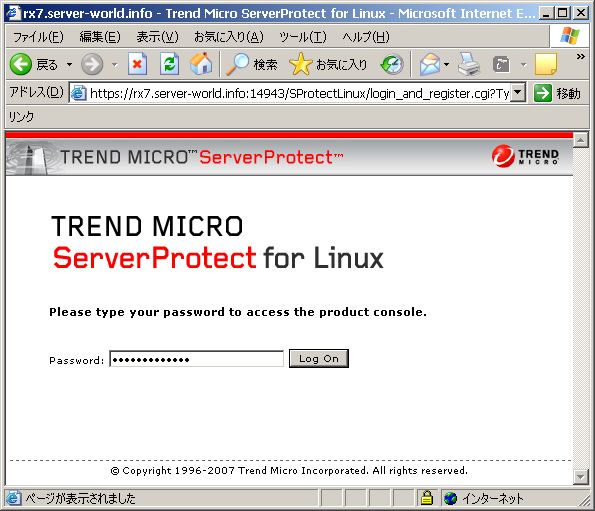 rx7.server-world.info - Trend Micro ServerProtect for Linux - Microsoft Internet E...
ファイル(F) 編集(E) 表示(V) お気に入り(A) ツール(T) ヘルプ(H)
戻る 検索 お気に入り
アドレス(D) https://rx7.server-world.info:14943/SProtectLinux/login_and_register.cgi?Ty 移動
リンク
TREND MICRO™ ServerProtect™ TREND MICRO
TREND MICRO
ServerProtect for Linux
Please type your password to access the product console.
Password: ••••••••••••• Log On
© Copyright 1996-2007 Trend Micro Incorporated. All rights reserved.
ページが表示されました インターネット